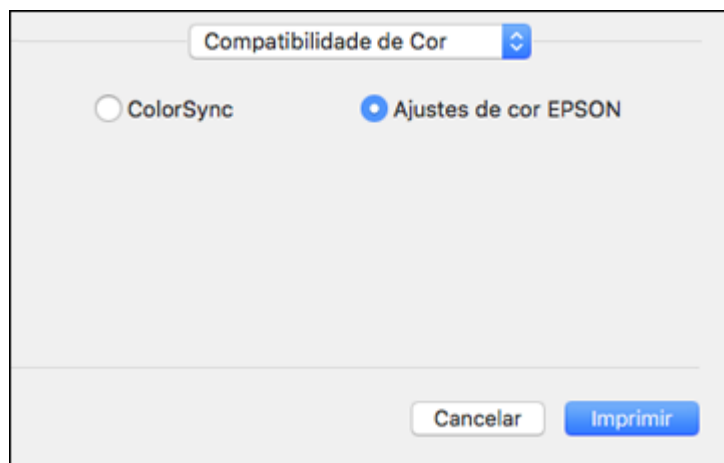 Compatibilidade de Cor
ColorSync Ajustes de cor EPSON
Cancelar Imprimir